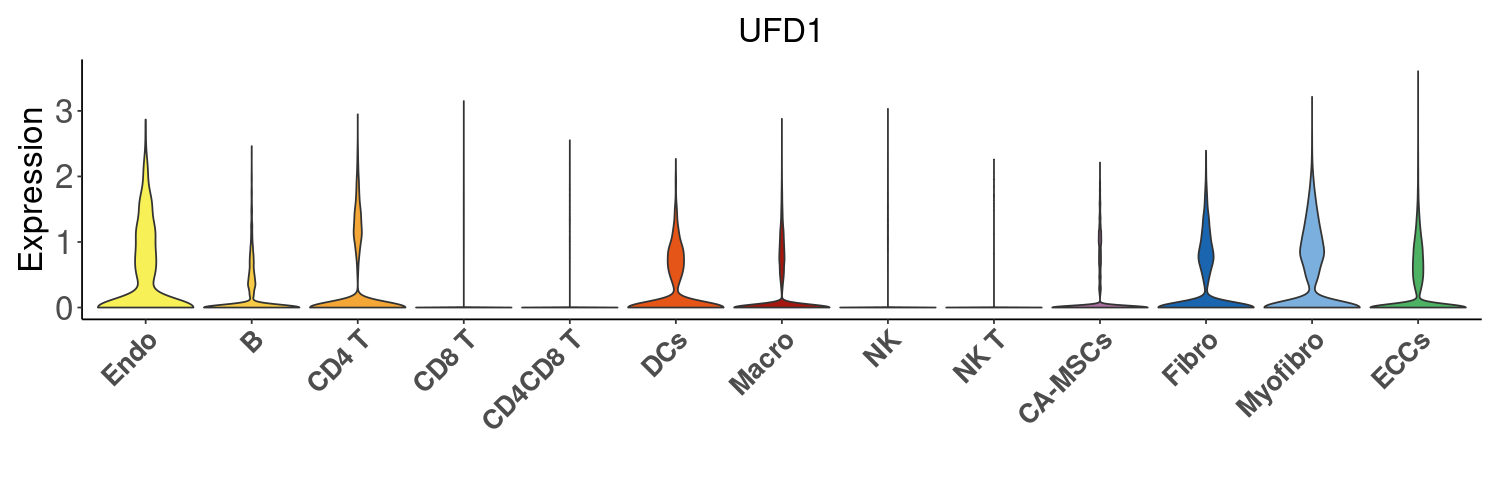 UFD1
Expression
3
2
1
0
Endo
B
CD4 T
CD8 T
CD4CD8 T
DCs
Macro
NK
NK T
CA-MSCs
Fibro
Myofibro
ECCs